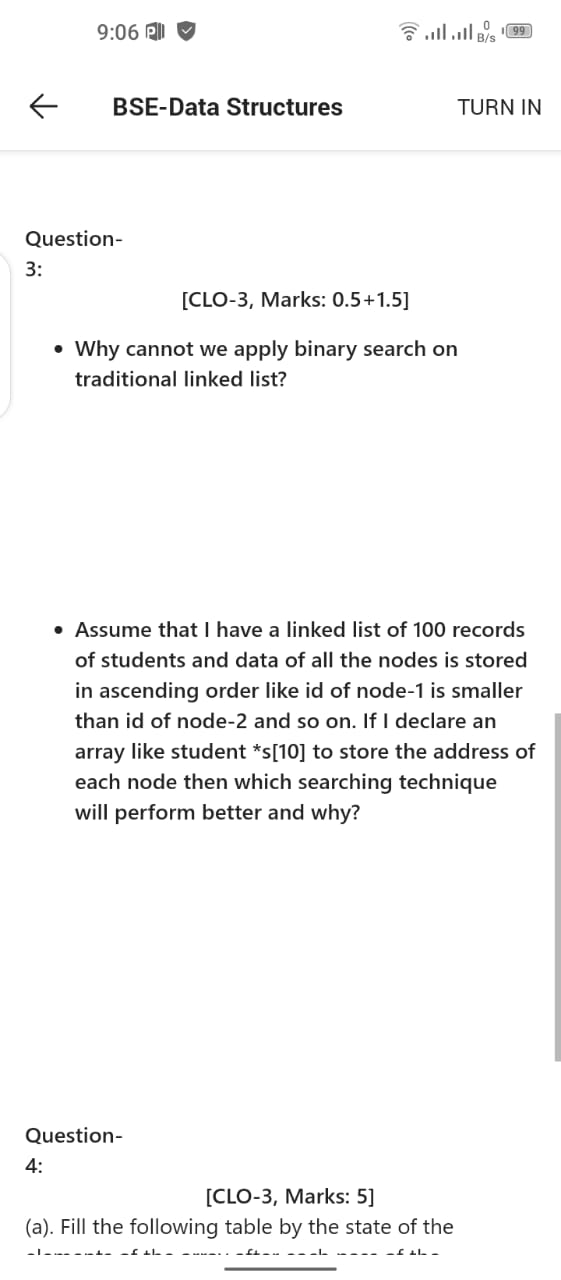 9:06
0
B/s
99
BSE-Data Structures
TURN IN
Question-
3:
[CLO-3, Marks: 0.5+1.5]
• Why cannot we apply binary search on
traditional linked list?
• Assume that I have a linked list of 100 records
of students and data of all the nodes is stored
in ascending order like id of node-1 is smaller
than id of node-2 and so on. If I declare an
array like student *s[10] to store the address of
each node then which searching technique
will perform better and why?
Question-
4:
[CLO-3, Marks: 5]
(a). Fill the following table by the state of the